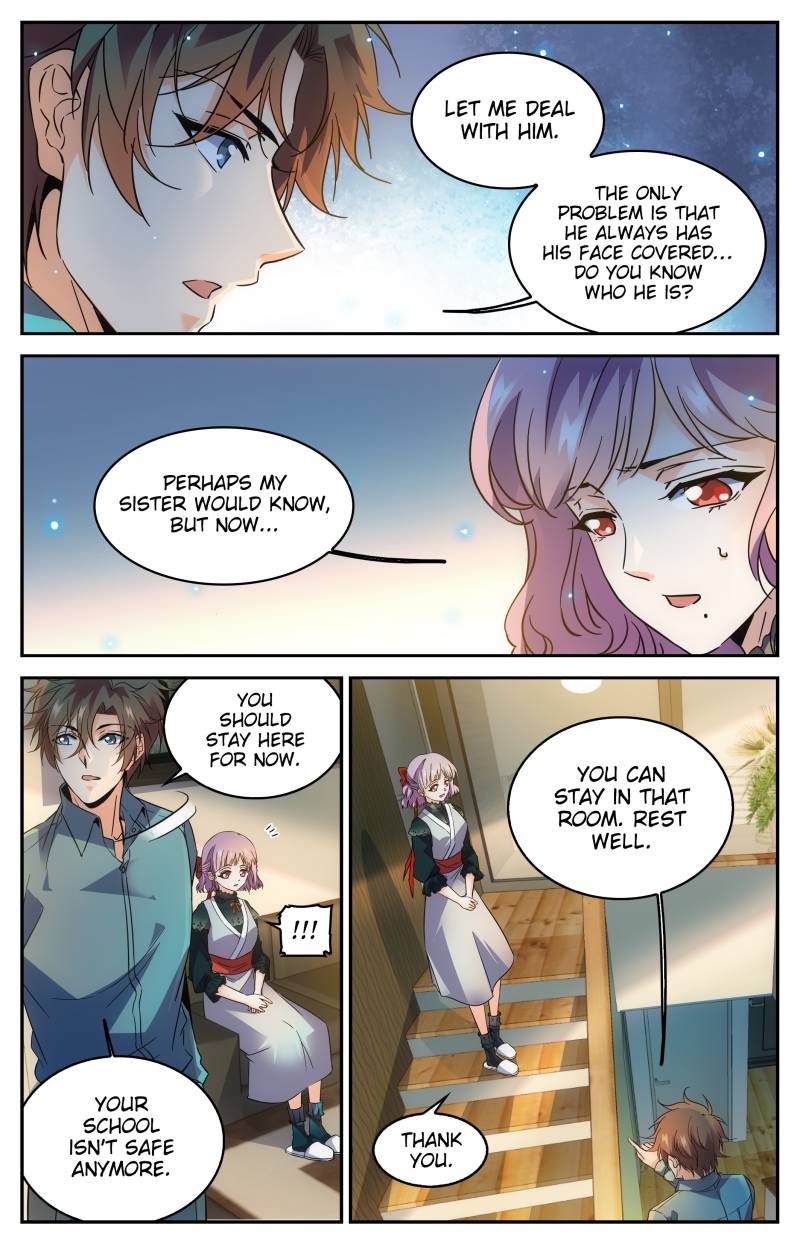 LET ME DEAL
WITH HIM.
THE ONLY
PROBLEM IS THAT
HE ALWAYS HAS
HIS FACE COVERED...
DO YOU KNOW
WHO HE IS?
PERHAPS MY
SISTER WOULD KNOW,
BUT NOW...
YOU
SHOULD
STAY HERE
FOR NOW.
!!!
YOUR
SCHOOL
ISN'T SAFE
ANYMORE.
YOU CAN
STAY IN THAT
ROOM. REST
WELL.
THANK
YOU.